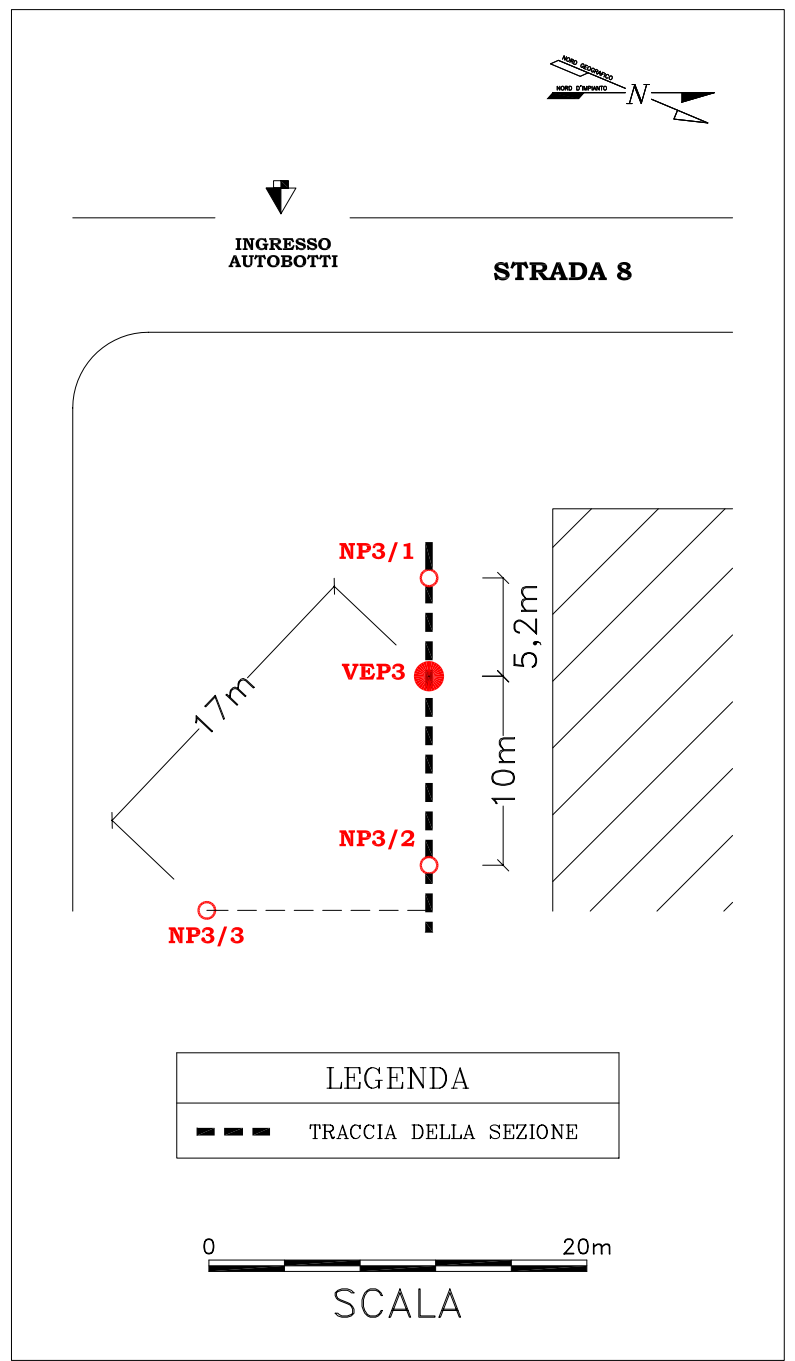 NORD GEOGRAFICO
NORD D'IMPIANTO
N
INGRESSO
AUTOBOTTI
STRADA 8
NP3/1
5,2m
VEP3
17m
10m
NP3/2
NP3/3
LEGENDA
TRACCIA DELLA SEZIONE
0 20m
SCALA